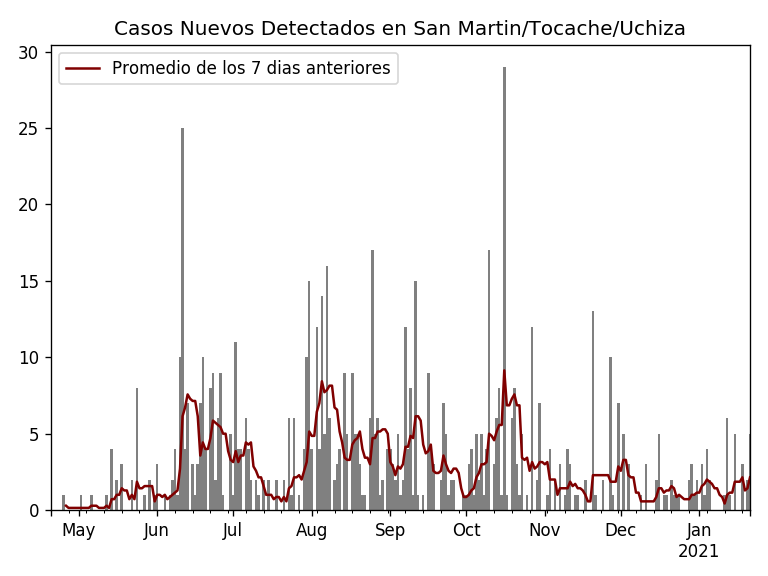 Casos Nuevos Detectados en San Martin/Tocache/Uchiza
Promedio de los 7 dias anteriores
30
25
20
15
10
5
0
May Jun Jul Aug Sep Oct Nov Dec Jan
2021